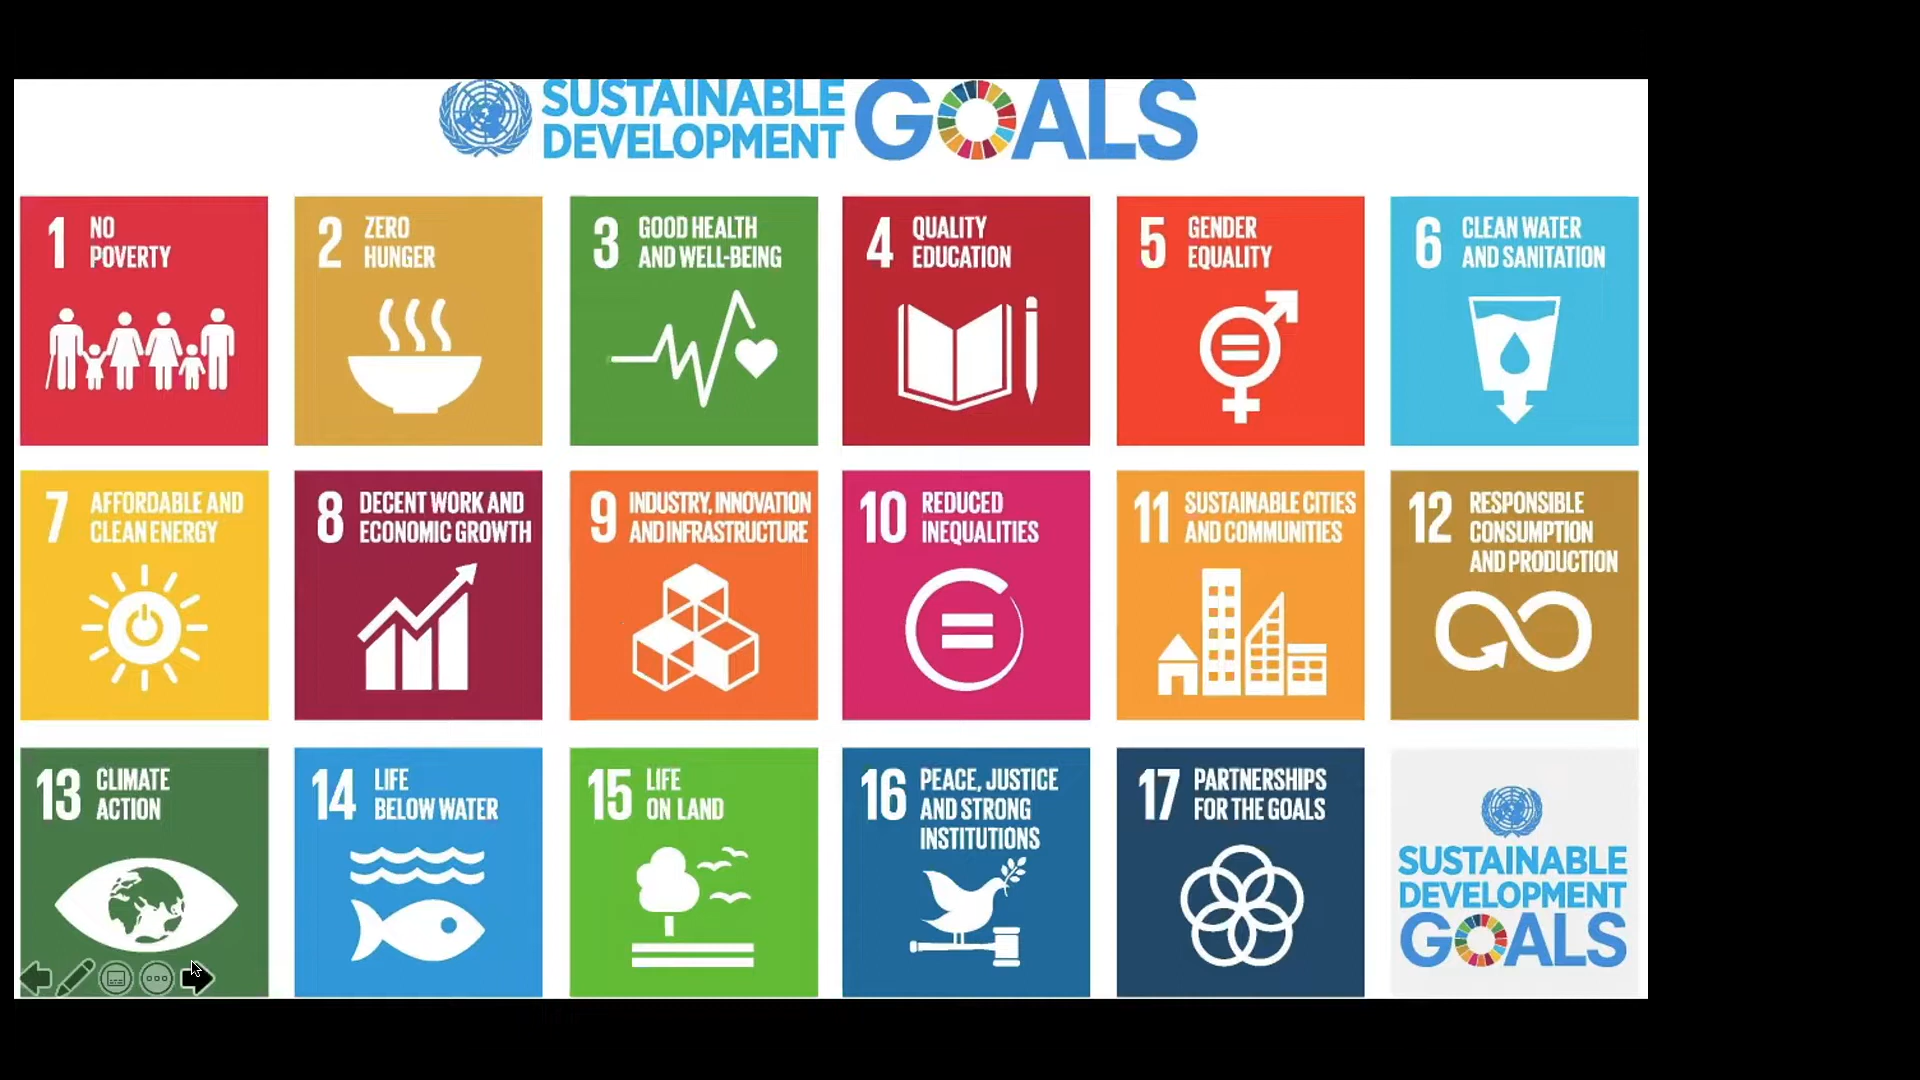 SUSTAINABLE
DEVELOPMENT
GOALS
1 NO
POVERTY
2 ZERO
HUNGER
3 GOOD HEALTH
AND WELL-BEING
4 QUALITY
EDUCATION
5 GENDER
EQUALITY
6 CLEAN WATER
AND SANITATION
7 AFFORDABLE AND
CLEAN ENERGY
8 DECENT WORK AND
ECONOMIC GROWTH
9 INDUSTRY, INNOVATION
AND INFRASTRUCTURE
10 REDUCED
INEQUALITIES
11 SUSTAINABLE CITIES
AND COMMUNITIES
12 RESPONSIBLE
CONSUMPTION
AND PRODUCTION
13 CLIMATE
ACTION
14 LIFE
BELOW WATER
15 LIFE
ON LAND
16 PEACE, JUSTICE
AND STRONG
INSTITUTIONS
17 PARTNERSHIPS
FOR THE GOALS
SUSTAINABLE
DEVELOPMENT
GOALS